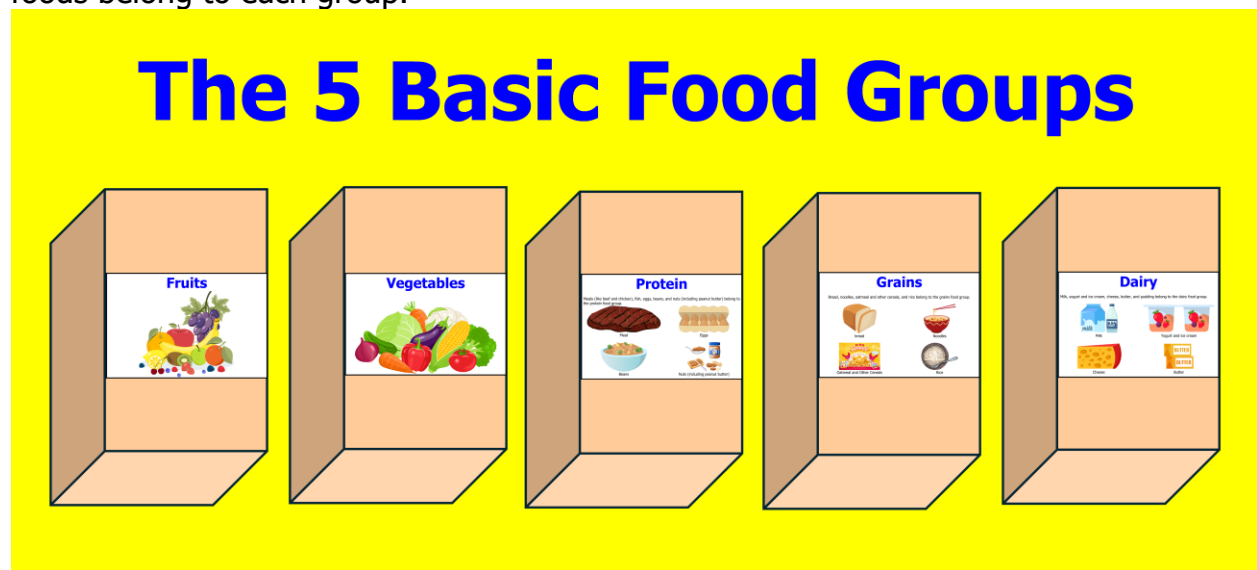 foods belong to each group.
The 5 Basic Food Groups
Fruits
Vegetables
Protein
Meats (like beef and chicken), fish, eggs, beans, and nuts (including peanut butter) belong to
the protein food group
Meat
Eggs
Beans
Nuts (including peanut butter)
Grains
Bread, noodles, oatmeal and other cereals, and rice belong to the grains food group.
bread
Noodles
Oatmeal and Other Cereals
Rice
Dairy
Milk, yogurt and ice cream, cheese, butter, and pudding belong to the dairy food group.
milk
Milk
Yogurt and ice cream
BUTTER
BUTTER
Cheese
Butter